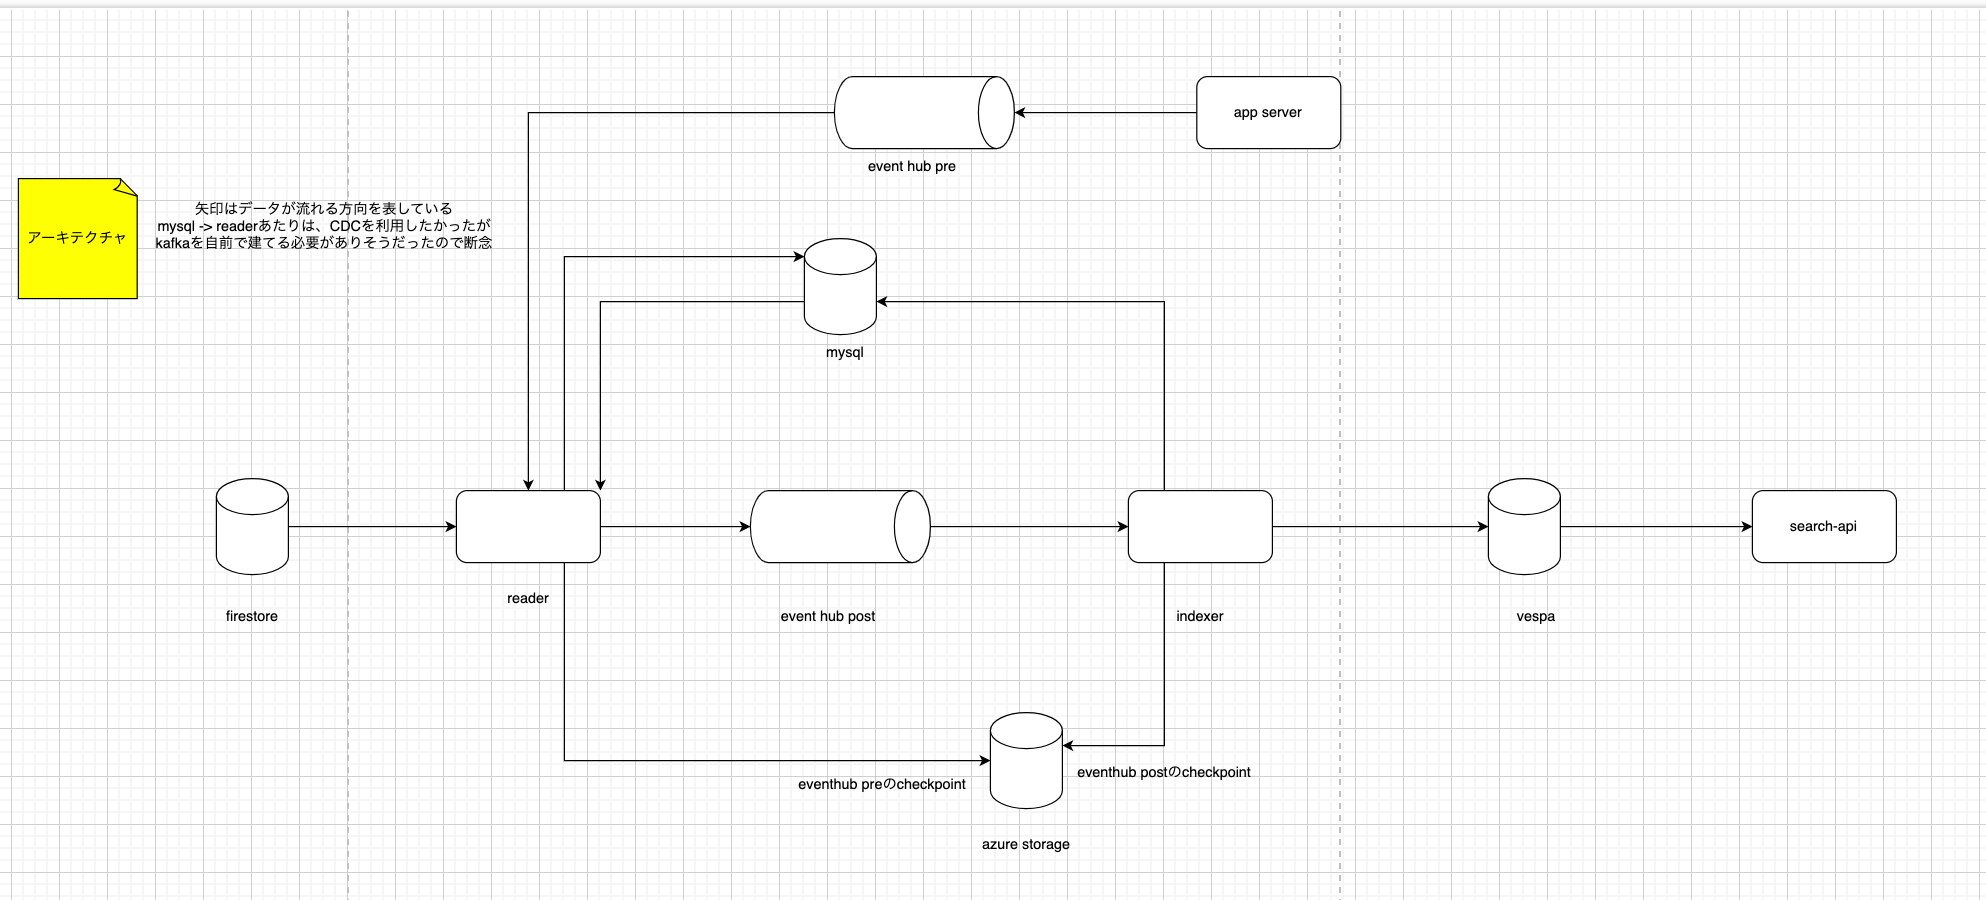 app server
event hub pre
アーキテクチャ
矢印はデータが流れる方向を表している
mysql -> readerあたりは、CDCを利用したかったが
kafkaを自前で建てる必要がありそうだったので断念
mysql
search-api
reader
firestore
event hub post
indexer
vespa
eventhub preのcheckpoint
eventhub postのcheckpoint
azure storage